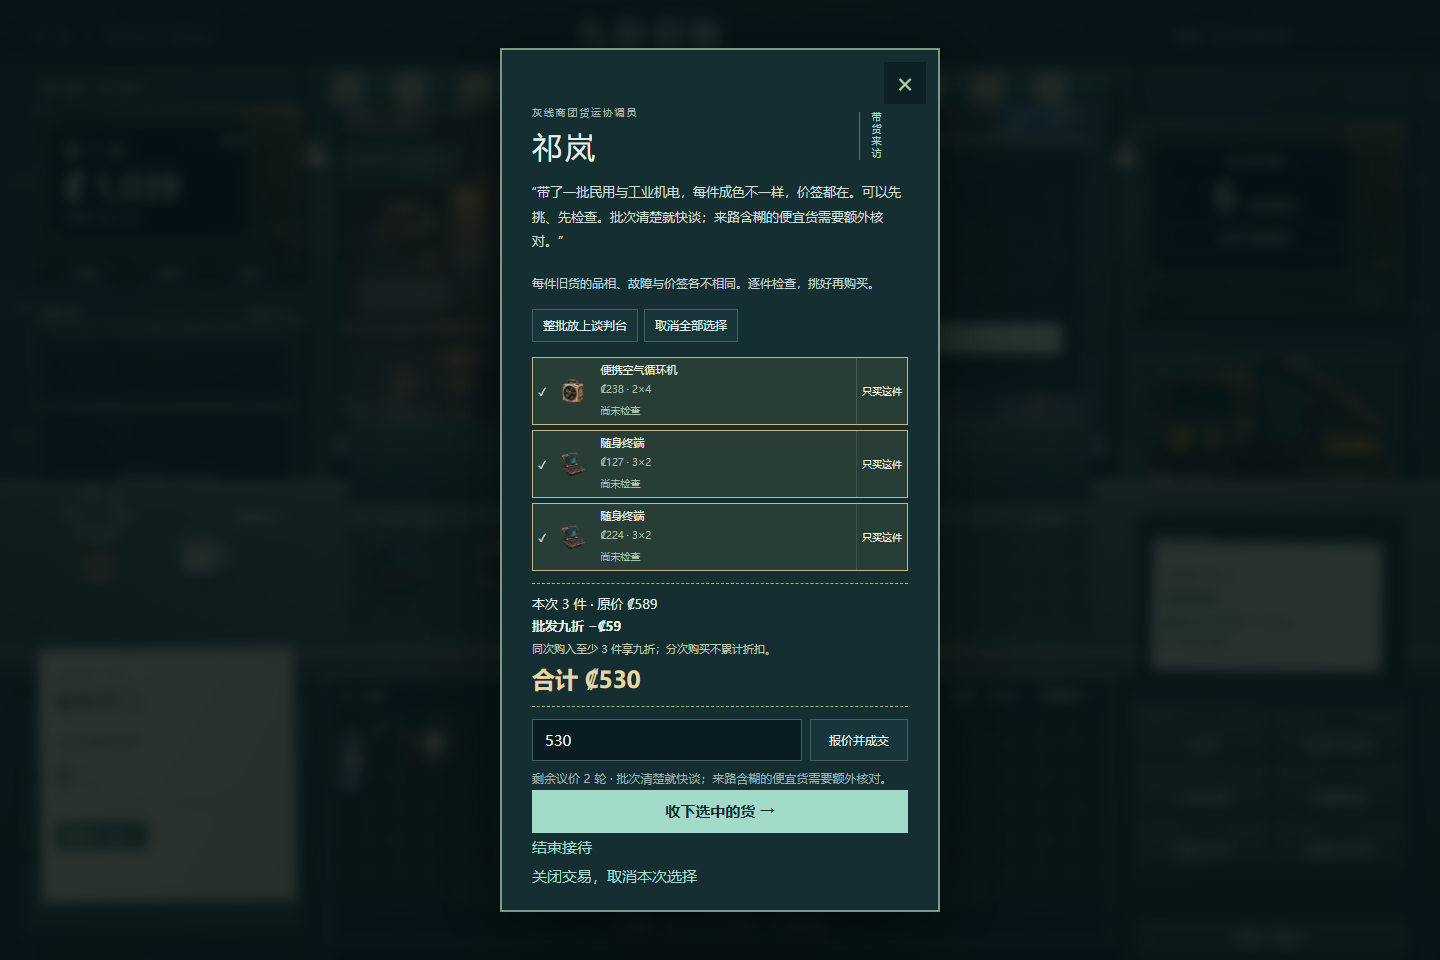 ×
灰线商团货运协调员
祁岚
带货来访
“带了一批民用与工业机电，每件成色不一样，价签都在。可以先
挑、先检查。批次清楚就快谈；来路含糊的便宜货需要额外核
对。”
每件旧货的品相、故障与价签各不相同。逐件检查，挑好再购买。
整批放上谈判台 取消全部选择
便携空气循环机
₡238 · 2×4
尚未检查
只买这件
随身终端
₡127 · 3×2
尚未检查
只买这件
随身终端
₡224 · 3×2
尚未检查
只买这件
本次 3 件 · 原价 ₡589
批发九折 −₡59
同次购入至少 3 件享九折；分次购买不累计折扣。
合计 ₡530
530 报价并成交
剩余议价 2 轮 · 批次清楚就快谈；来路含糊的便宜货需要额外核对。
收下选中的货 →
结束接待
关闭交易，取消本次选择